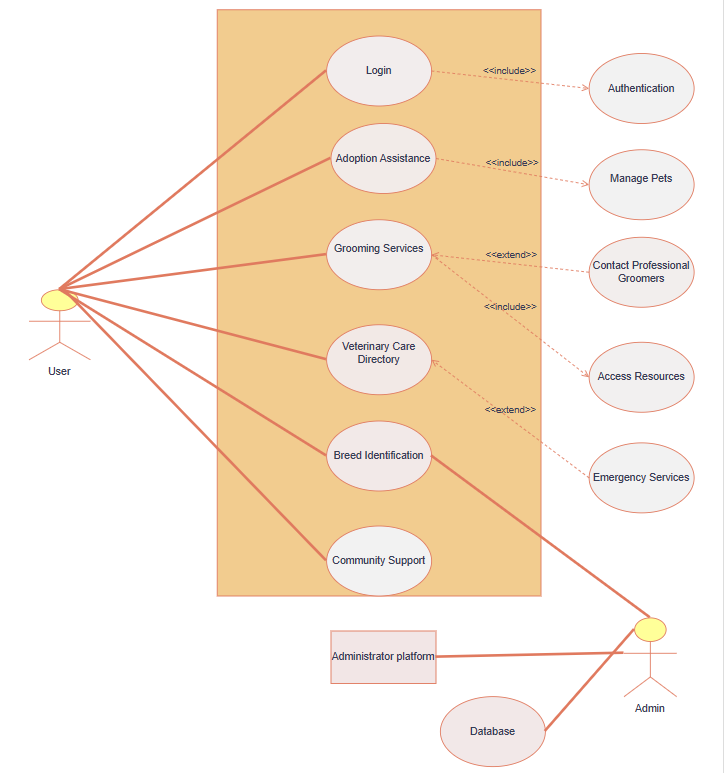 Login
<<include>>
Authentication
Adoption Assistance
<<include>>
Manage Pets
Grooming Services
<<extend>>
Contact Professional
Groomers
<<include>>
User
Veterinary Care
Directory
Access Resources
<<extend>>
Breed Identification
Emergency Services
Community Support
Administrator platform
Admin
Database